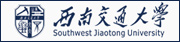 西南交通大学
Southwest Jiaotong University